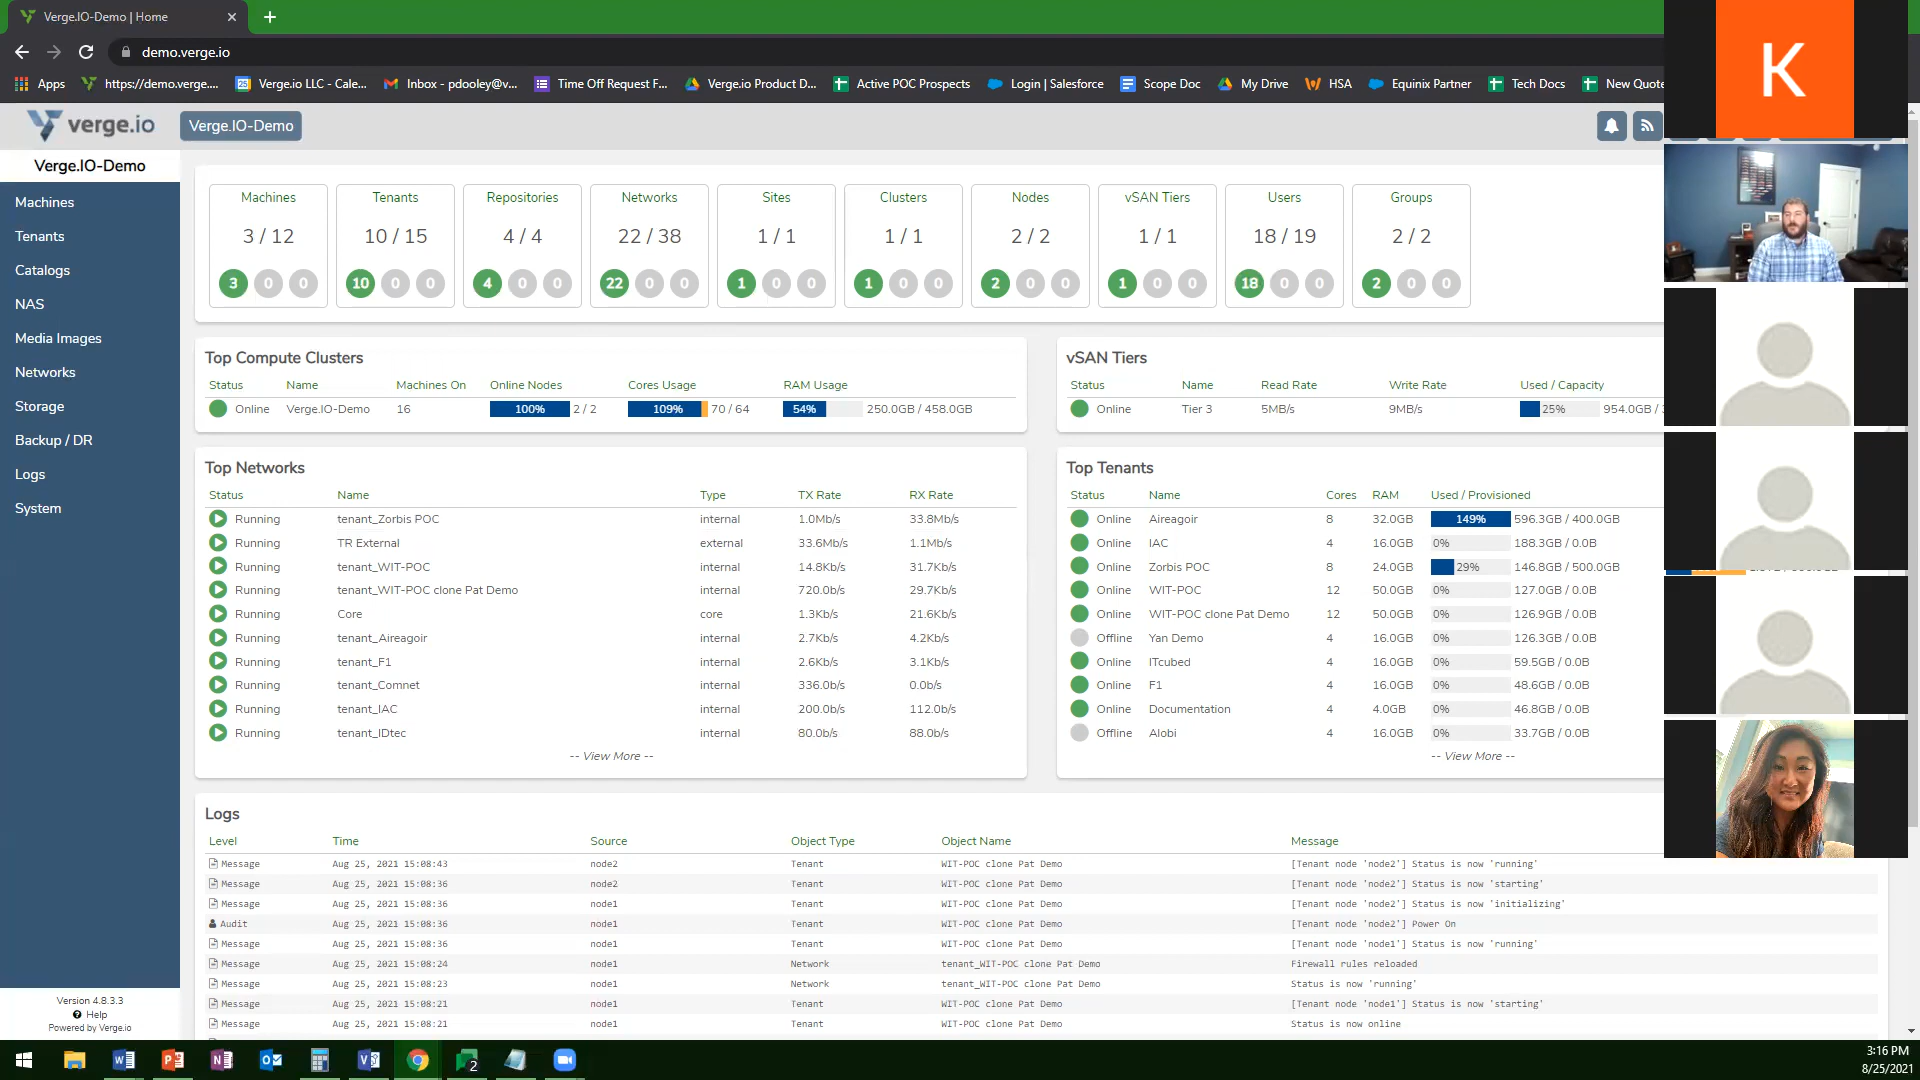 Verge.IO-Demo | Home
demo.verge.io
Apps
https://demo.verge....
Verge.io LLC - Cale...
Inbox - pdooley@v...
Time Off Request F...
Verge.io Product D...
Active POC Prospects
Login | Salesforce
Scope Doc
My Drive
HSA
Equinix Partner
Tech Docs
New Quote
K
verge.io
Verge.IO-Demo
Verge.IO-Demo
Machines
Tenants
Catalogs
NAS
Media Images
Networks
Storage
Backup / DR
Logs
System
Version 4.8.3.3
Help
Powered by Verge.io
Machines Tenants Repositories Networks Sites Clusters Nodes vSAN Tiers Users Groups
3 / 12 10 / 15 4 / 4 22 / 38 1 / 1 1 / 1 2 / 2 1 / 1 18 / 19 2 / 2
3 0 0 10 0 0 4 0 0 22 0 0 1 0 0 1 0 0 2 0 0 1 0 0 18 0 0 2 0 0
Top Compute Clusters
Status Name Machines On Online Nodes Cores Usage RAM Usage
Online Verge.IO-Demo 16 100% 2 / 2 109% 70 / 64 54% 250.0GB / 458.0GB
vSAN Tiers
Status Name Read Rate Write Rate Used / Capacity
Online Tier 3 5MB/s 9MB/s 25% 954.0GB /
Top Networks
Status Name Type TX Rate RX Rate
Running tenant_Zorbis POC internal 1.0Mb/s 33.8Mb/s
Running TR External external 33.6Mb/s 1.1Mb/s
Running tenant_WIT-POC internal 14.8Kb/s 31.7Kb/s
Running tenant_WIT-POC clone Pat Demo internal 720.0b/s 29.7Kb/s
Running Core core 1.3Kb/s 21.6Kb/s
Running tenant_Aireagoir internal 2.7Kb/s 4.2Kb/s
Running tenant_F1 internal 2.6Kb/s 3.1Kb/s
Running tenant_Comnet internal 336.0b/s 0.0b/s
Running tenant_IAC internal 200.0b/s 112.0b/s
Running tenant_IDtec internal 80.0b/s 88.0b/s
-- View More --
Top Tenants
Status Name Cores RAM Used / Provisioned
Online Aireagoir 8 32.0GB 149% 596.3GB / 400.0GB
Online IAC 4 16.0GB 0% 188.3GB / 0.0B
Online Zorbis POC 8 24.0GB 29% 146.8GB / 500.0GB
Online WIT-POC 12 50.0GB 0% 127.0GB / 0.0B
Online WIT-POC clone Pat Demo 12 50.0GB 0% 126.9GB / 0.0B
Offline Yan Demo 4 16.0GB 0% 126.3GB / 0.0B
Online ITcubed 4 16.0GB 0% 59.5GB / 0.0B
Online F1 4 16.0GB 0% 48.6GB / 0.0B
Online Documentation 4 4.0GB 0% 46.8GB / 0.0B
Offline Alobi 4 16.0GB 0% 33.7GB / 0.0B
-- View More --
Logs
Level Time Source Object Type Object Name Message
Message Aug 25, 2021 15:08:43 node2 Tenant WIT-POC clone Pat Demo [Tenant node 'node2'] Status is now 'running'
Message Aug 25, 2021 15:08:36 node2 Tenant WIT-POC clone Pat Demo [Tenant node 'node2'] Status is now 'starting'
Message Aug 25, 2021 15:08:36 node1 Tenant WIT-POC clone Pat Demo [Tenant node 'node2'] Status is now 'initializing'
Audit Aug 25, 2021 15:08:36 node1 Tenant WIT-POC clone Pat Demo [Tenant node 'node2'] Power On
Message Aug 25, 2021 15:08:36 node1 Tenant WIT-POC clone Pat Demo [Tenant node 'node1'] Status is now 'running'
Message Aug 25, 2021 15:08:24 node1 Network tenant_WIT-POC clone Pat Demo Firewall rules reloaded
Message Aug 25, 2021 15:08:23 node1 Network tenant_WIT-POC clone Pat Demo Status is now 'running'
Message Aug 25, 2021 15:08:21 node1 Tenant WIT-POC clone Pat Demo [Tenant node 'node1'] Status is now 'starting'
Message Aug 25, 2021 15:08:21 node1 Tenant WIT-POC clone Pat Demo Status is now online
2
3:16 PM
8/25/2021